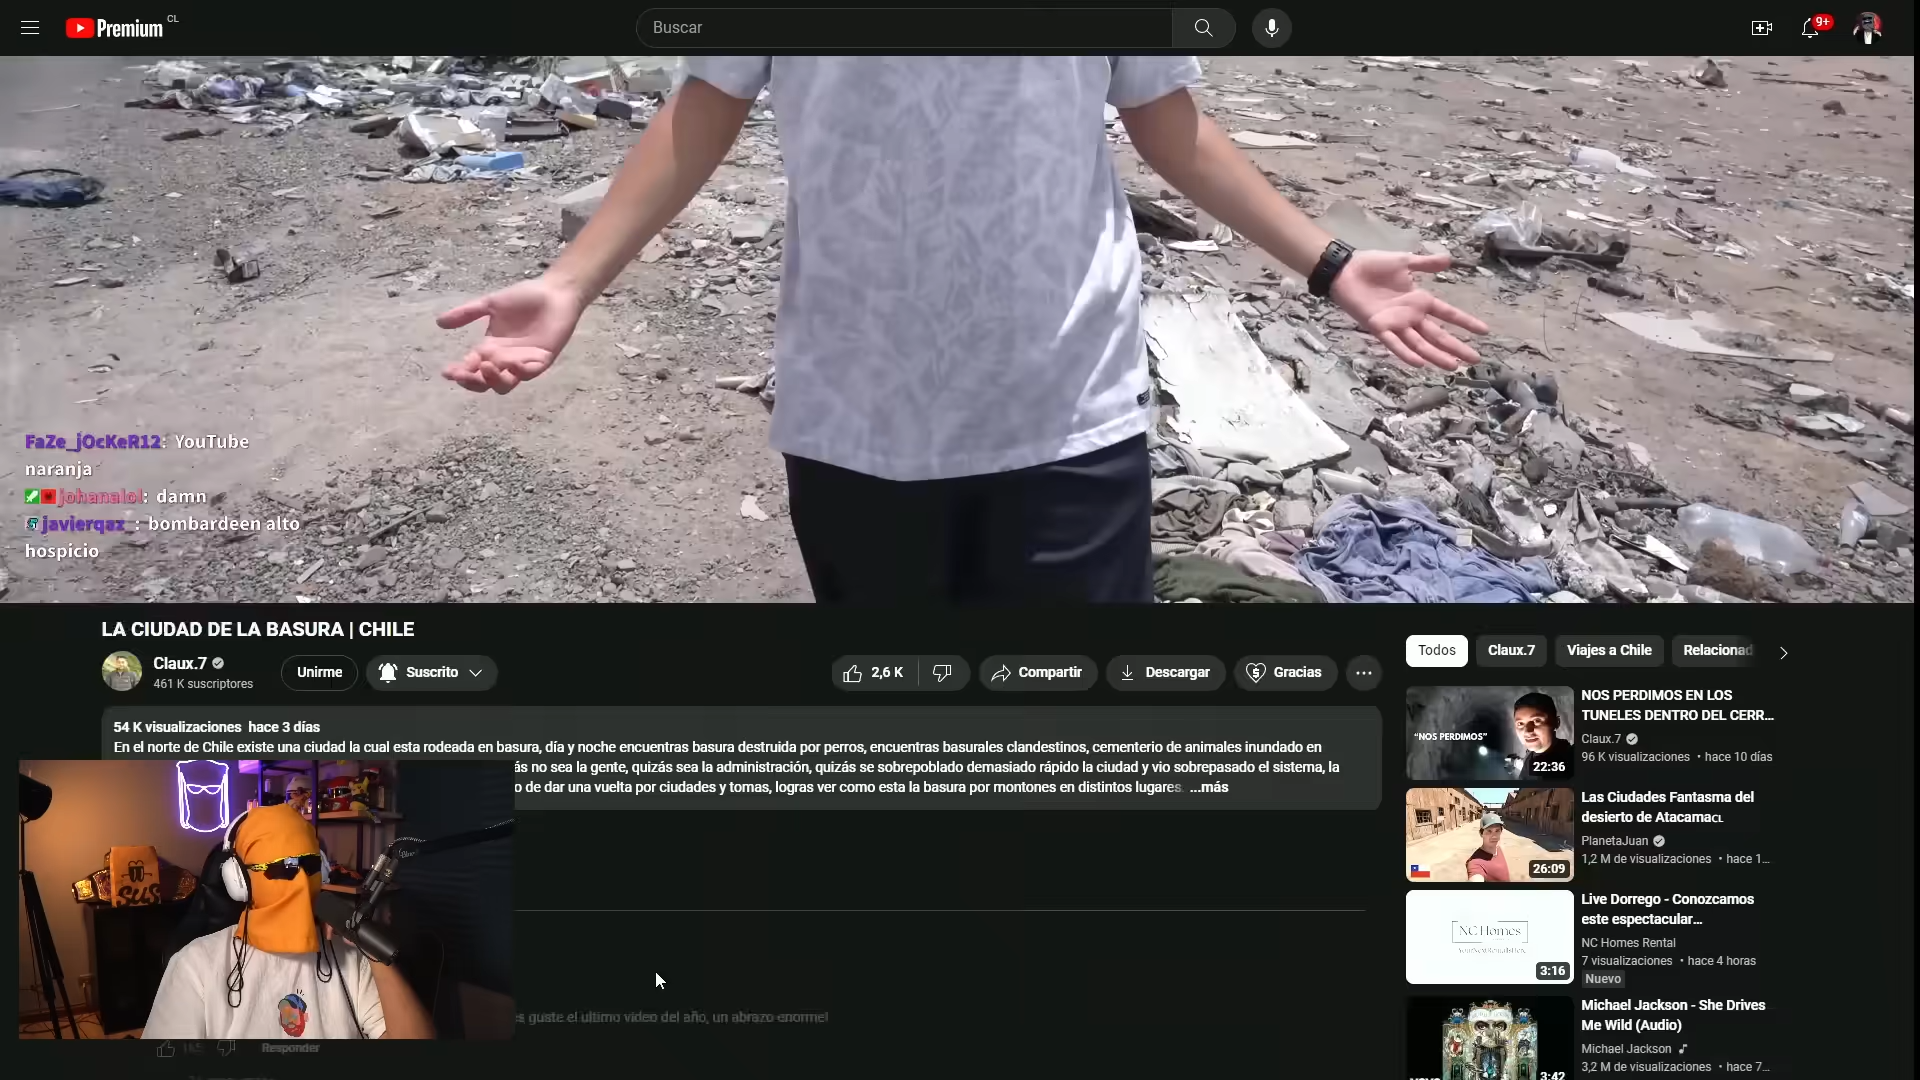 Premium CL
Buscar
9+
FaZe_jOcKeR12: YouTube
naranja
johanalol: damn
javierqaz_: bombardeen alto
hospicio
LA CIUDAD DE LA BASURA | CHILE
Claux.7
461 K suscriptores
Unirme
Suscrito
2,6 K
Compartir
Descargar
Gracias
54 K visualizaciones hace 3 días
En el norte de Chile existe una ciudad la cual esta rodeada en basura, día y noche encuentras basura destruida por perros, encuentras basurales clandestinos, cementerio de animales inundado en
ás no sea la gente, quizás sea la administración, quizás se sobrepoblado demasiado rápido la ciudad y vio sobrepasado el sistema, la
o de dar una vuelta por ciudades y tomas, logras ver como esta la basura por montones en distintos lugares. ...más
SUS
guste el ultimo video del año, un abrazo enorme!
Responder
Todos
Claux.7
Viajes a Chile
Relacionad
"NOS PERDIMOS"
22:36
NOS PERDIMOS EN LOS
TUNELES DENTRO DEL CERR...
Claux.7
96 K visualizaciones • hace 10 días
26:09
Las Ciudades Fantasma del
desierto de Atacama🇨🇱
PlanetaJuan
1,2 M de visualizaciones • hace 1...
NC Homes
3:16
Live Dorrego - Conozcamos
este espectacular...
NC Homes Rental
7 visualizaciones • hace 4 horas
Nuevo
3:42
Michael Jackson - She Drives
Me Wild (Audio)
Michael Jackson
3,2 M de visualizaciones • hace 7...